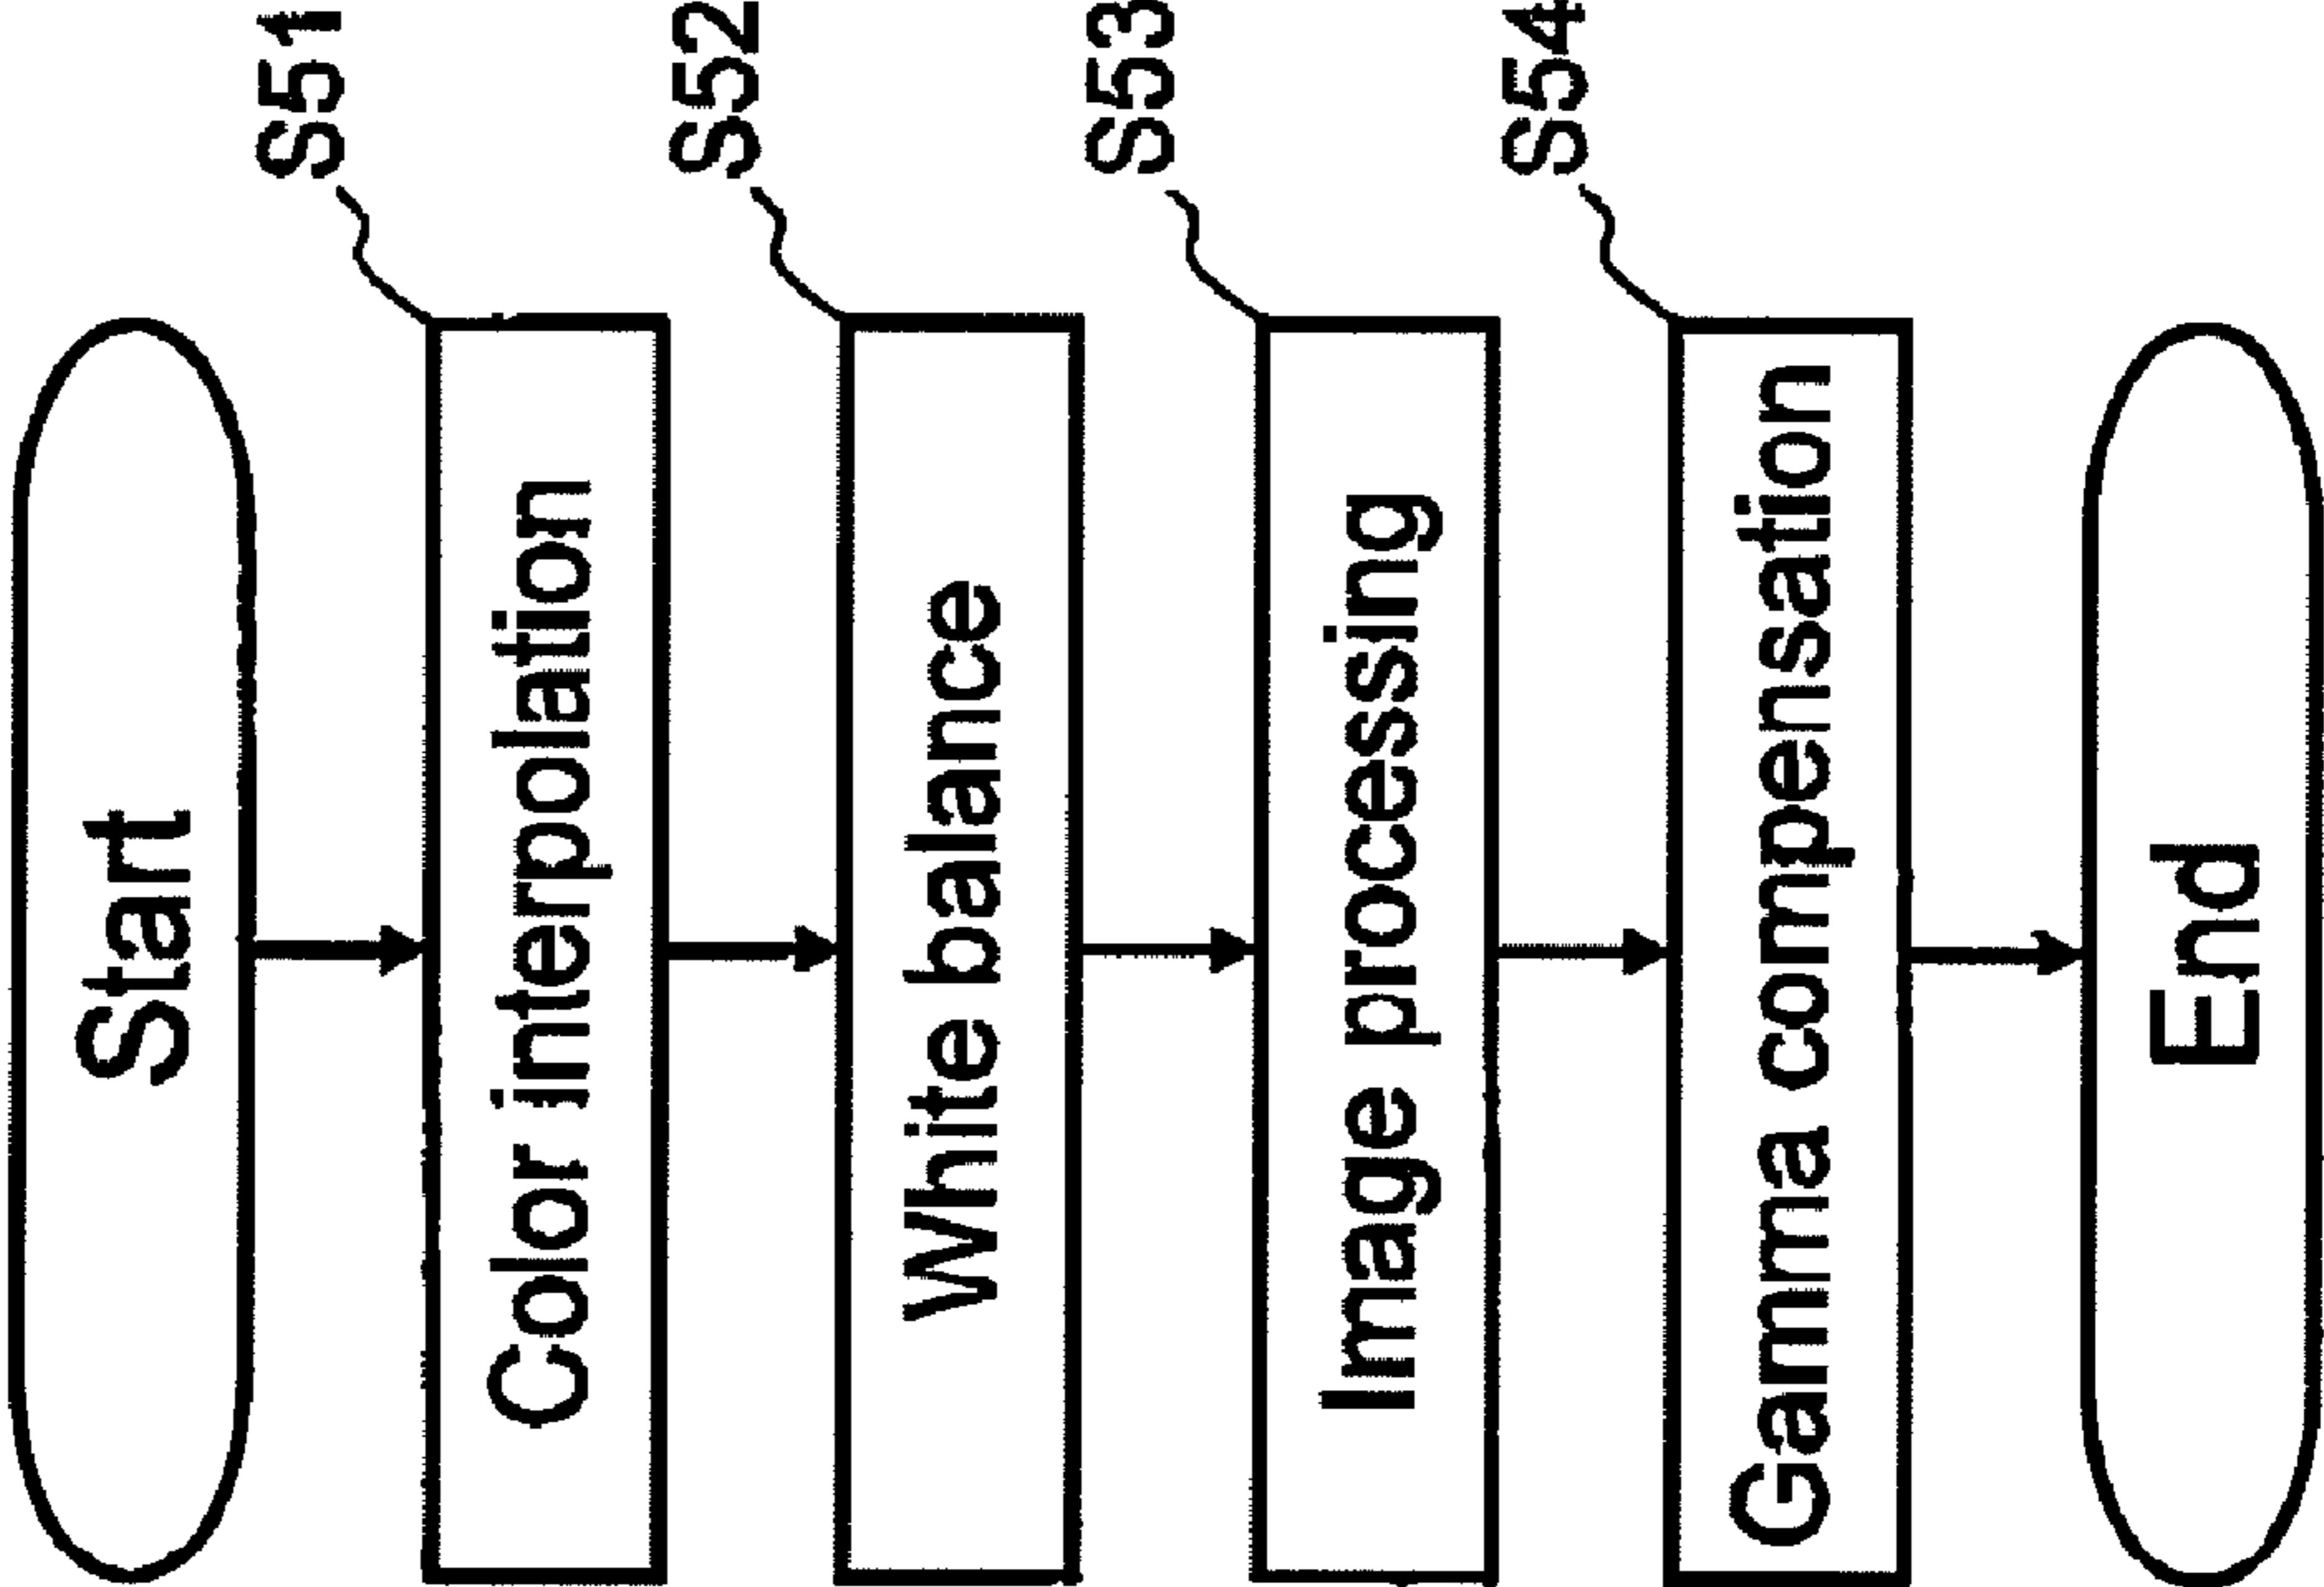 Start
S51
Color interpolation
S52
White balance
S53
Image processing
S54
Gamma compensation
End